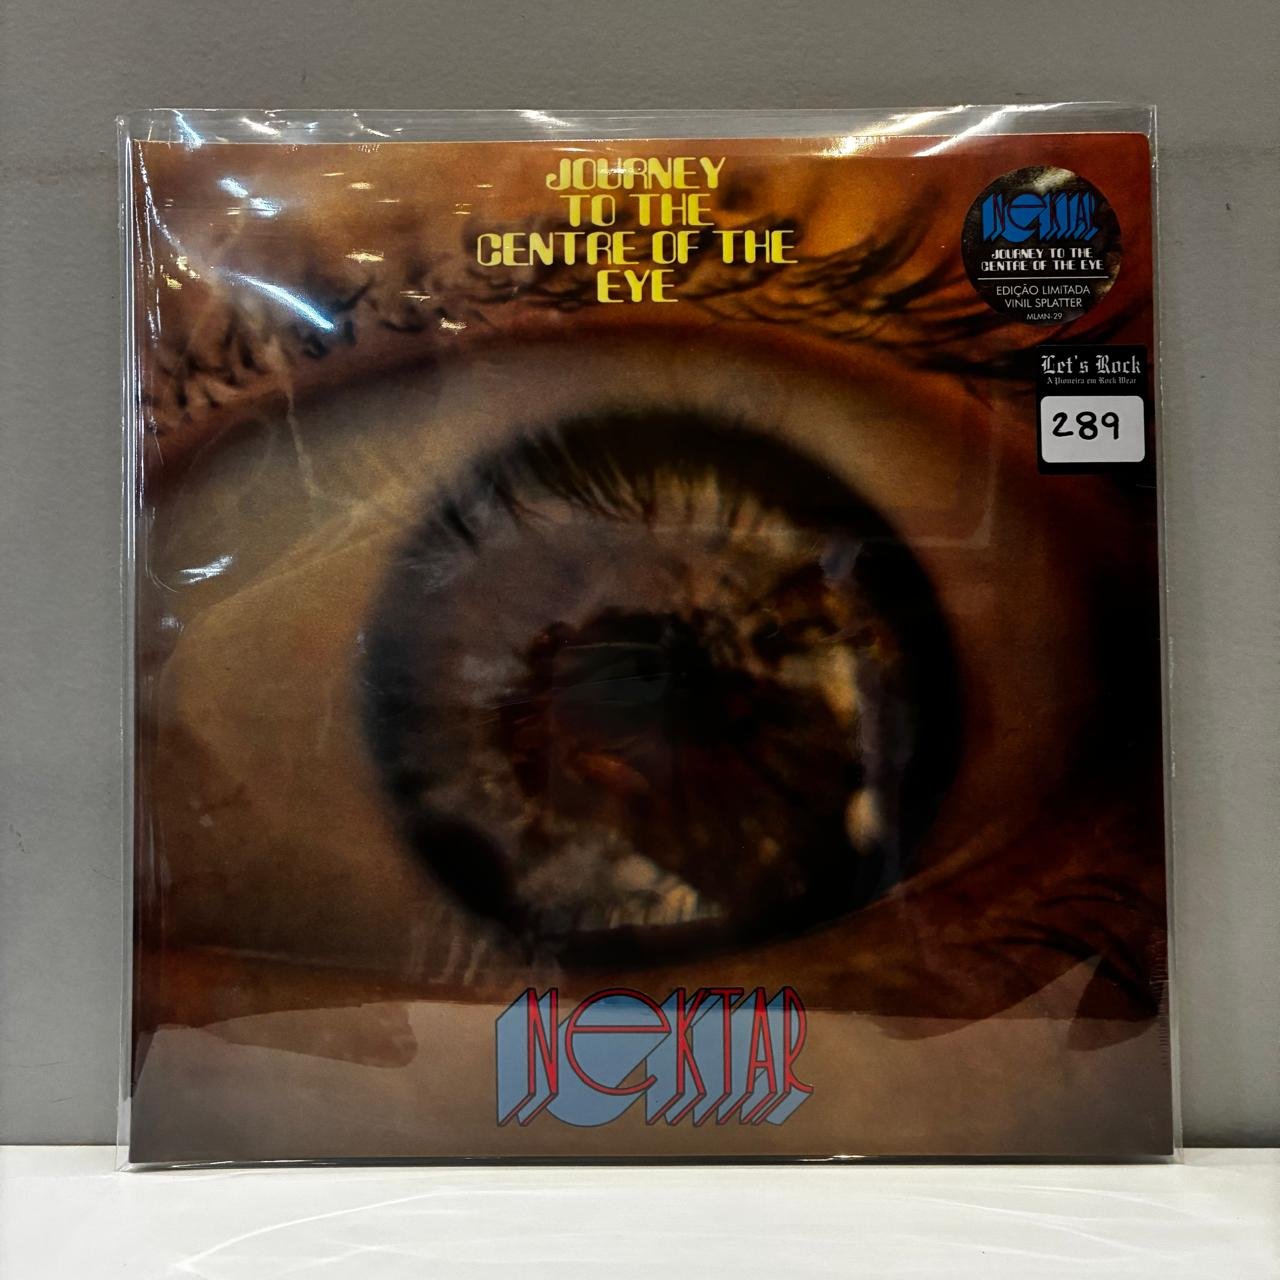 JOURNEY
TO THE
CENTRE OF THE
EYE
NEKTAR
JOURNEY TO THE
CENTRE OF THE EYE
EDIÇÃO LIMITADA
VINIL SPLATTER
MLMN-29
Let's Rock
A Pioneira em Rock Wear
289
NeKTAR